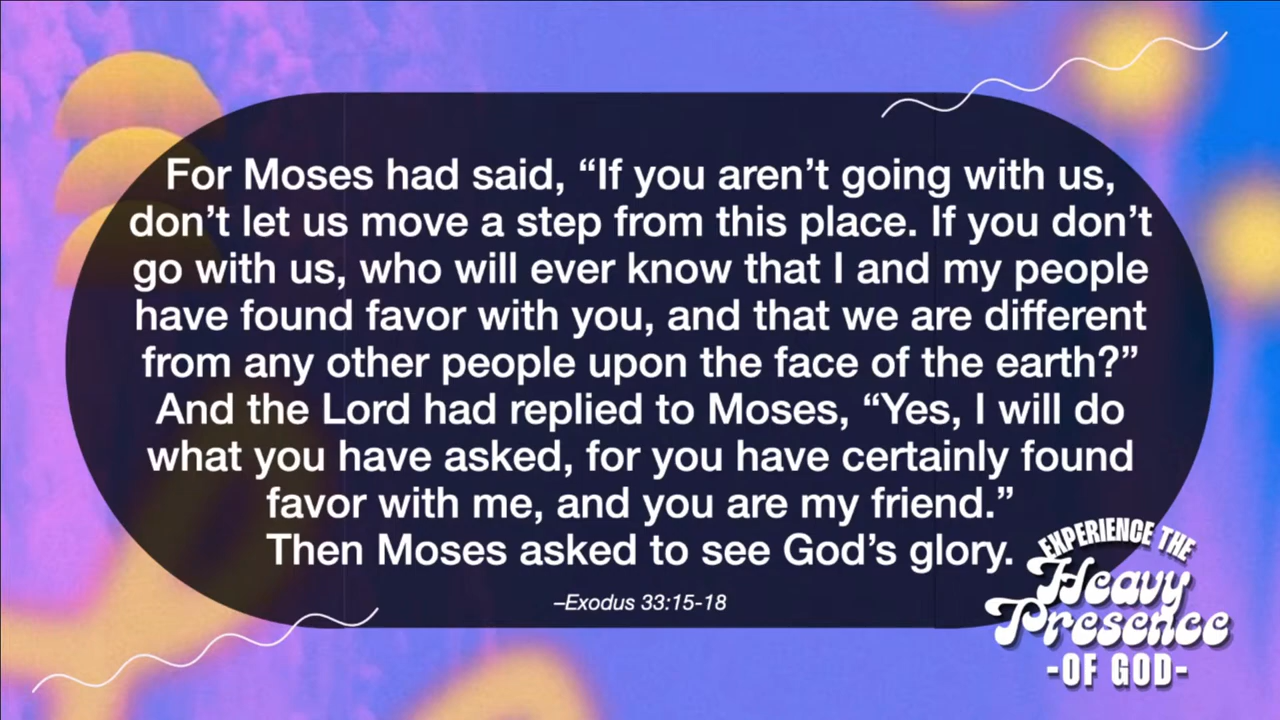 For Moses had said, “If you aren’t going with us,
don’t let us move a step from this place. If you don’t
go with us, who will ever know that I and my people
have found favor with you, and that we are different
from any other people upon the face of the earth?”
And the Lord had replied to Moses, “Yes, I will do
what you have asked, for you have certainly found
favor with me, and you are my friend.”
Then Moses asked to see God’s glory.
–Exodus 33:15-18
EXPERIENCE THE
Heavy
Presence
-OF GOD-